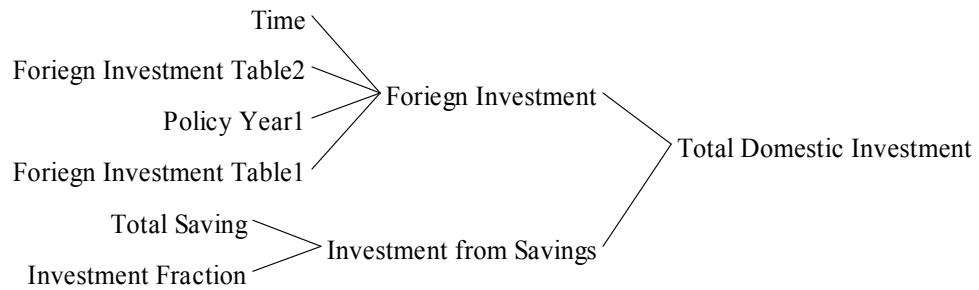 Time
Foriegn Investment Table2
Foriegn Investment
Policy Year1
Total Domestic Investment
Foriegn Investment Table1
Total Saving
Investment from Savings
Investment Fraction